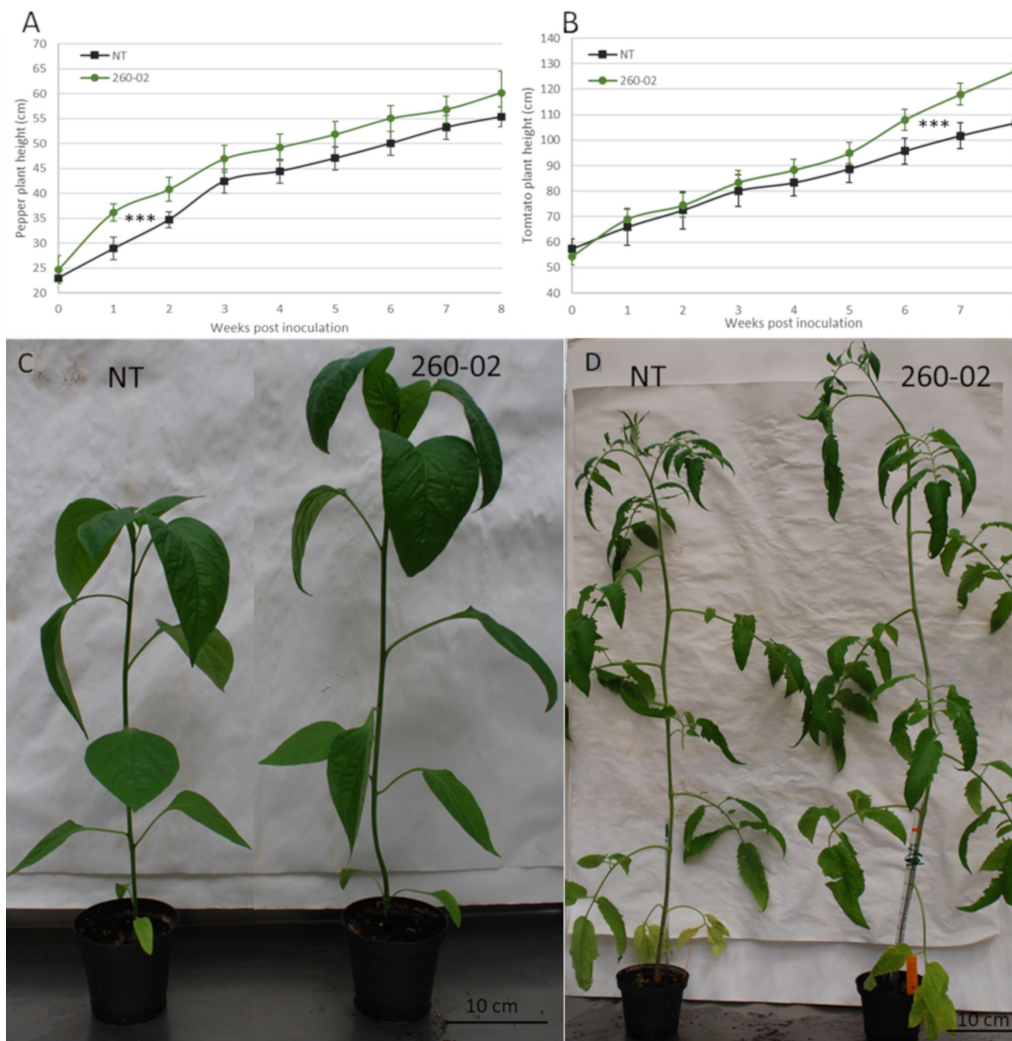 A
NT
260-02
***
Pepper plant height (cm)
70
65
60
55
50
45
40
35
30
25
20
0 1 2 3 4 5 6 7 8
Weeks post inoculation
B
NT
260-02
***
Tomtato plant height (cm)
140
130
120
110
100
90
80
70
60
50
40
0 1 2 3 4 5 6 7
Weeks post inoculation
C
NT
260-02
10 cm
D
NT
260-02
10 cm